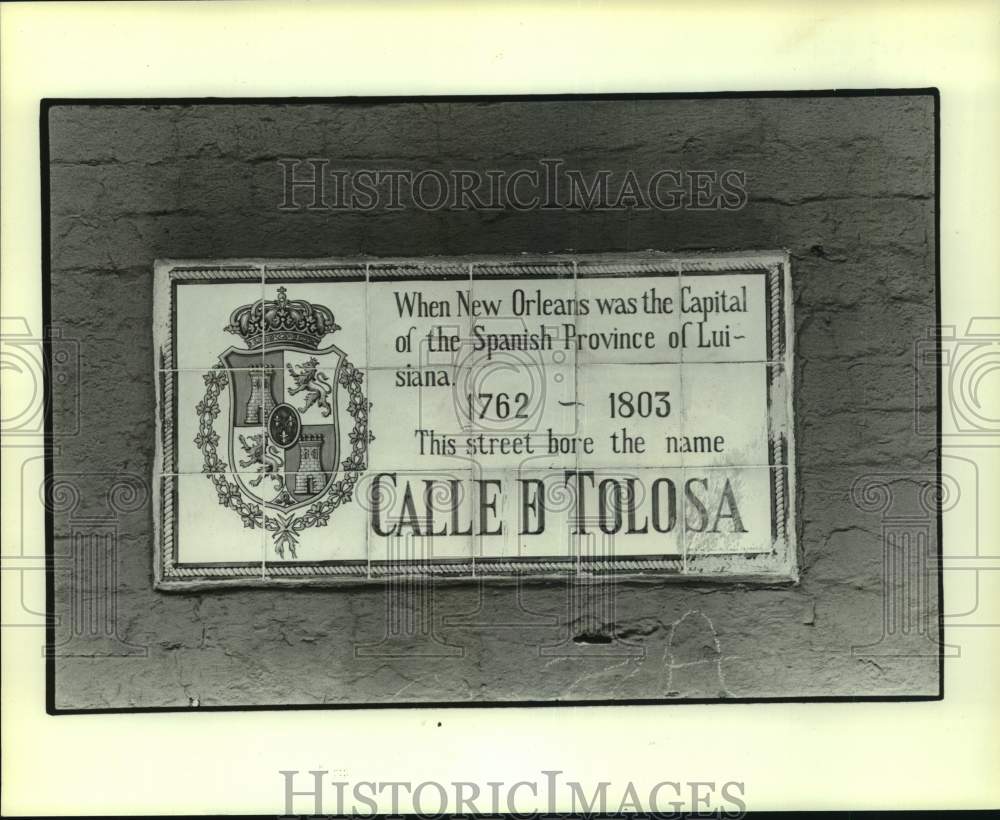 HISTORICIMAGES
When New Orleans was the Capital
of the Spanish Province of Lui~
siana.
1762 ~ 1803
This street bore the name
CALLE D TOLOSA
HISTORICIMAGES